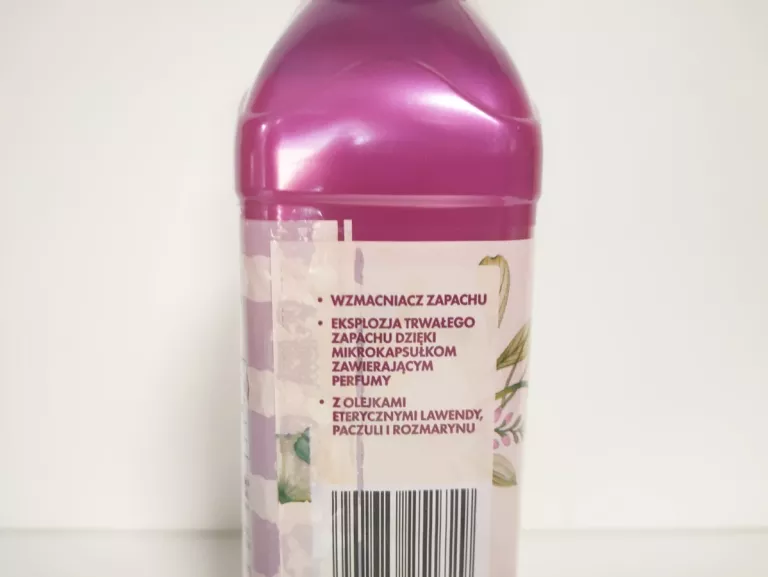 • WZMACNIACZ ZAPACHU
• EKSPLOZJA TRWAŁEGO
ZAPACHU DZIĘKI
MIKROKAPSUŁKOM
ZAWIERAJĄCYM
PERFUMY
• Z OLEJKAMI
ETERYCZNYMI LAWENDY,
PACZULI I ROZMARYNU